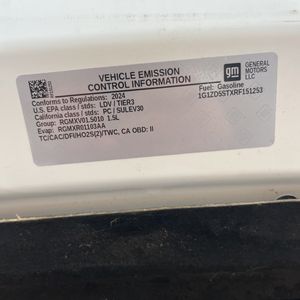 VEHICLE EMISSION
CONTROL INFORMATION
Conforms to Regulations: 2024
U.S. EPA class / stds: LDV / TIER3
California class / stds: PC / SULEV30
Group: RGMXV01.5010 1.5L
Evap: RGMXR01103AA
TC/CAC/DFI/HO2S(2)/TWC, CA OBD: II
gm
GENERAL
MOTORS
LLC
Fuel: Gasoline
1G1ZD5STXRF151253